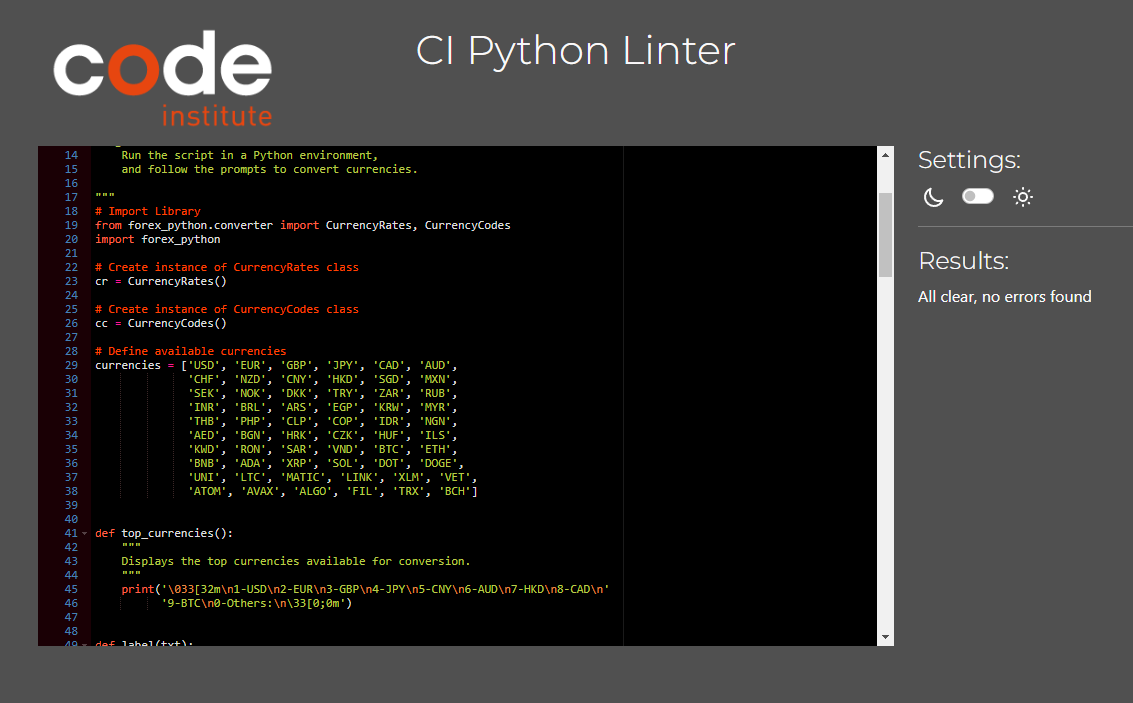 code
institute
CI Python Linter
14 Run the script in a Python environment,
15 and follow the prompts to convert currencies.
16
17 """
18 # Import Library
19 from forex_python.converter import CurrencyRates, CurrencyCodes
20 import forex_python
21
22 # Create instance of CurrencyRates class
23 cr = CurrencyRates()
24
25 # Create instance of CurrencyCodes class
26 cc = CurrencyCodes()
27
28 # Define available currencies
29 currencies = ['USD', 'EUR', 'GBP', 'JPY', 'CAD', 'AUD',
30 'CHF', 'NZD', 'CNY', 'HKD', 'SGD', 'MXN',
31 'SEK', 'NOK', 'DKK', 'TRY', 'ZAR', 'RUB',
32 'INR', 'BRL', 'ARS', 'EGP', 'KRW', 'MYR',
33 'THB', 'PHP', 'CLP', 'COP', 'IDR', 'NGN',
34 'AED', 'BGN', 'HRK', 'CZK', 'HUF', 'ILS',
35 'KWD', 'RON', 'SAR', 'VND', 'BTC', 'ETH',
36 'BNB', 'ADA', 'XRP', 'SOL', 'DOT', 'DOGE',
37 'UNI', 'LTC', 'MATIC', 'LINK', 'XLM', 'VET',
38 'ATOM', 'AVAX', 'ALGO', 'FIL', 'TRX', 'BCH']
39
40
41 def top_currencies():
42 """
43 Displays the top currencies available for conversion.
44 """
45 print('\033[32m\n1-USD\n2-EUR\n3-GBP\n4-JPY\n5-CNY\n6-AUD\n7-HKD\n8-CAD\n'
46 '9-BTC\n0-Others:\n\33[0;0m')
47
48
49 def label(txt):
Settings:
Results:
All clear, no errors found